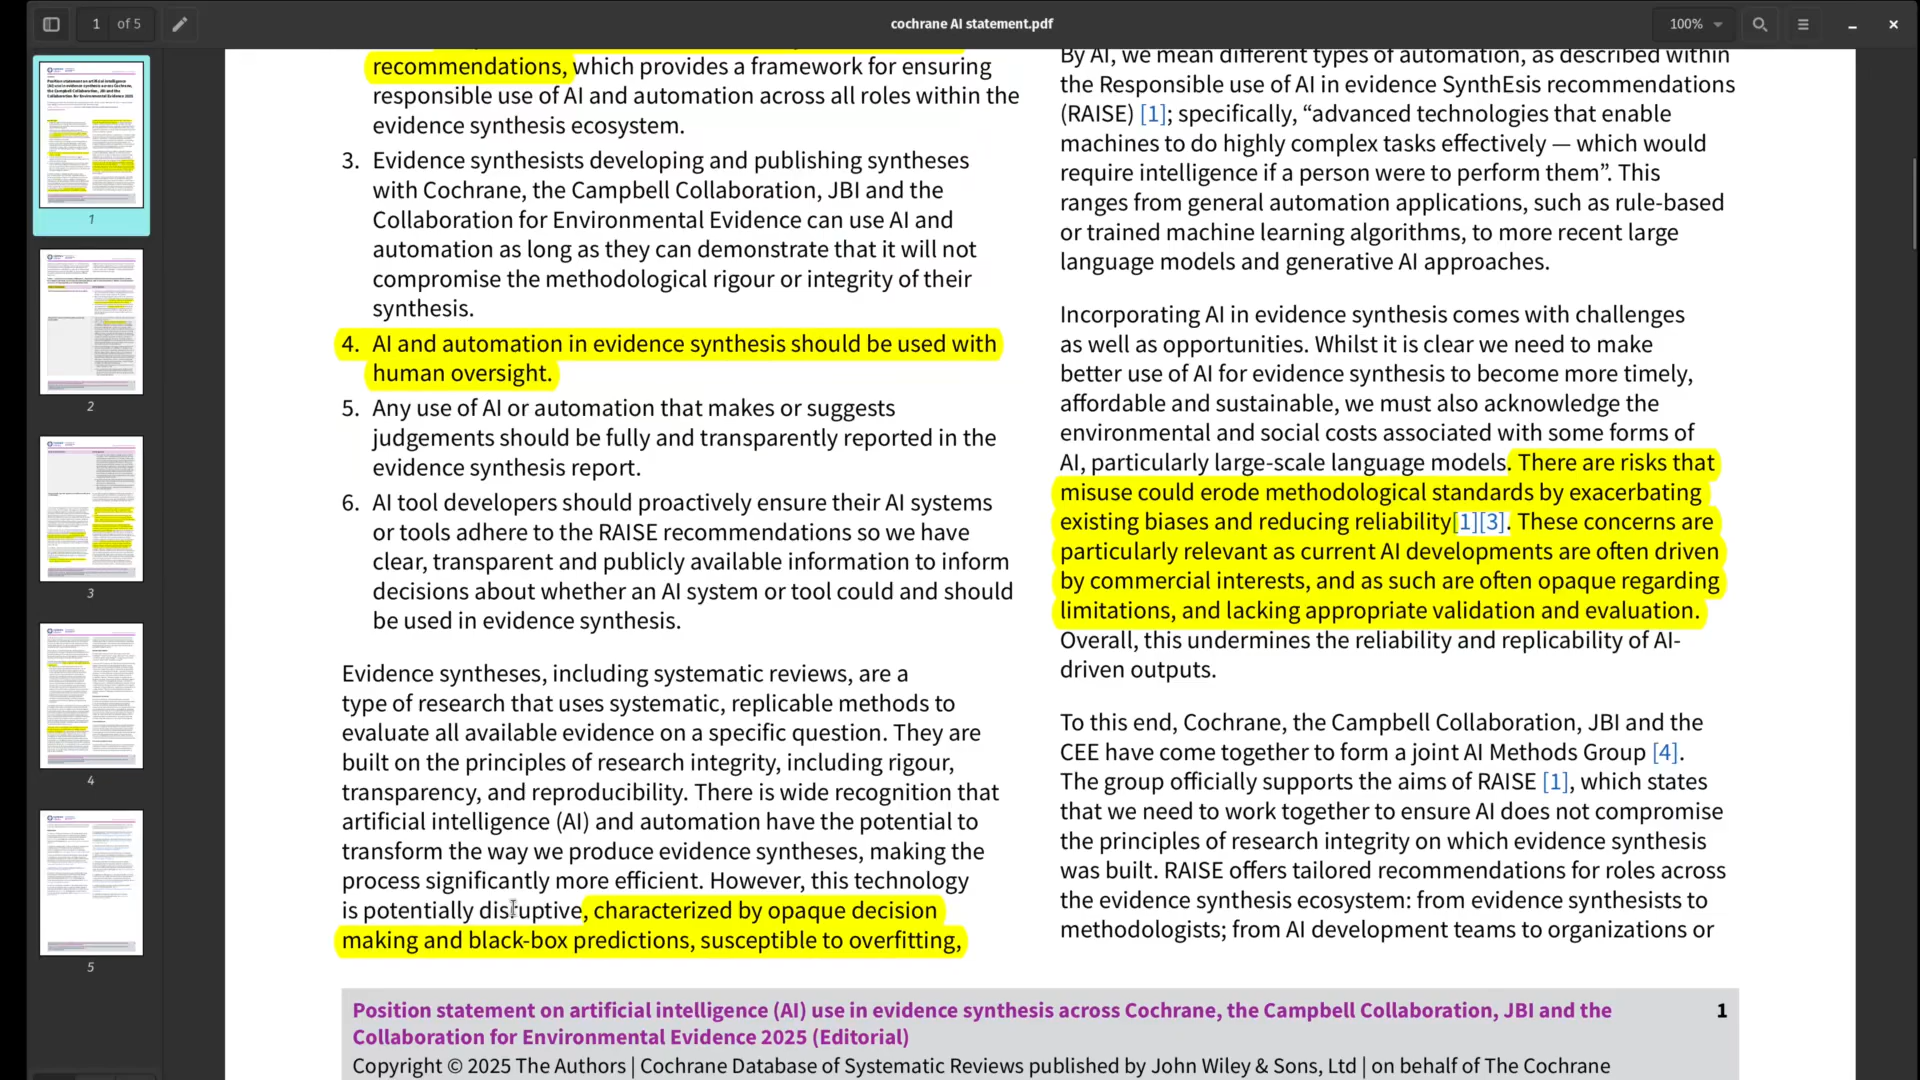 1 of 5
cochrane AI statement.pdf
100%
recommendations, which provides a framework for ensuring
responsible use of AI and automation across all roles within the
evidence synthesis ecosystem.
3. Evidence synthesists developing and publishing syntheses
with Cochrane, the Campbell Collaboration, JBI and the
Collaboration for Environmental Evidence can use AI and
automation as long as they can demonstrate that it will not
compromise the methodological rigour or integrity of their
synthesis.
4. AI and automation in evidence synthesis should be used with
human oversight.
5. Any use of AI or automation that makes or suggests
judgements should be fully and transparently reported in the
evidence synthesis report.
6. AI tool developers should proactively ensure their AI systems
or tools adhere to the RAISE recommendations so we have
clear, transparent and publicly available information to inform
decisions about whether an AI system or tool could and should
be used in evidence synthesis.
Evidence syntheses, including systematic reviews, are a
type of research that uses systematic, replicable methods to
evaluate all available evidence on a specific question. They are
built on the principles of research integrity, including rigour,
transparency, and reproducibility. There is wide recognition that
artificial intelligence (AI) and automation have the potential to
transform the way we produce evidence syntheses, making the
process significantly more efficient. However, this technology
is potentially disruptive, characterized by opaque decision
making and black-box predictions, susceptible to overfitting,
By AI, we mean different types of automation, as described within
the Responsible use of AI in evidence SynthEsis recommendations
(RAISE) [1]; specifically, “advanced technologies that enable
machines to do highly complex tasks effectively — which would
require intelligence if a person were to perform them”. This
ranges from general automation applications, such as rule-based
or trained machine learning algorithms, to more recent large
language models and generative AI approaches.
Incorporating AI in evidence synthesis comes with challenges
as well as opportunities. Whilst it is clear we need to make
better use of AI for evidence synthesis to become more timely,
affordable and sustainable, we must also acknowledge the
environmental and social costs associated with some forms of
AI, particularly large-scale language models. There are risks that
misuse could erode methodological standards by exacerbating
existing biases and reducing reliability[1][3]. These concerns are
particularly relevant as current AI developments are often driven
by commercial interests, and as such are often opaque regarding
limitations, and lacking appropriate validation and evaluation.
Overall, this undermines the reliability and replicability of AI-
driven outputs.
To this end, Cochrane, the Campbell Collaboration, JBI and the
CEE have come together to form a joint AI Methods Group [4].
The group officially supports the aims of RAISE [1], which states
that we need to work together to ensure AI does not compromise
the principles of research integrity on which evidence synthesis
was built. RAISE offers tailored recommendations for roles across
the evidence synthesis ecosystem: from evidence synthesists to
methodologists; from AI development teams to organizations or
Position statement on artificial intelligence (AI) use in evidence synthesis across Cochrane, the Campbell Collaboration, JBI and the
Collaboration for Environmental Evidence 2025 (Editorial)
1
Copyright © 2025 The Authors | Cochrane Database of Systematic Reviews published by John Wiley & Sons, Ltd | on behalf of The Cochrane
1
2
3
4
5